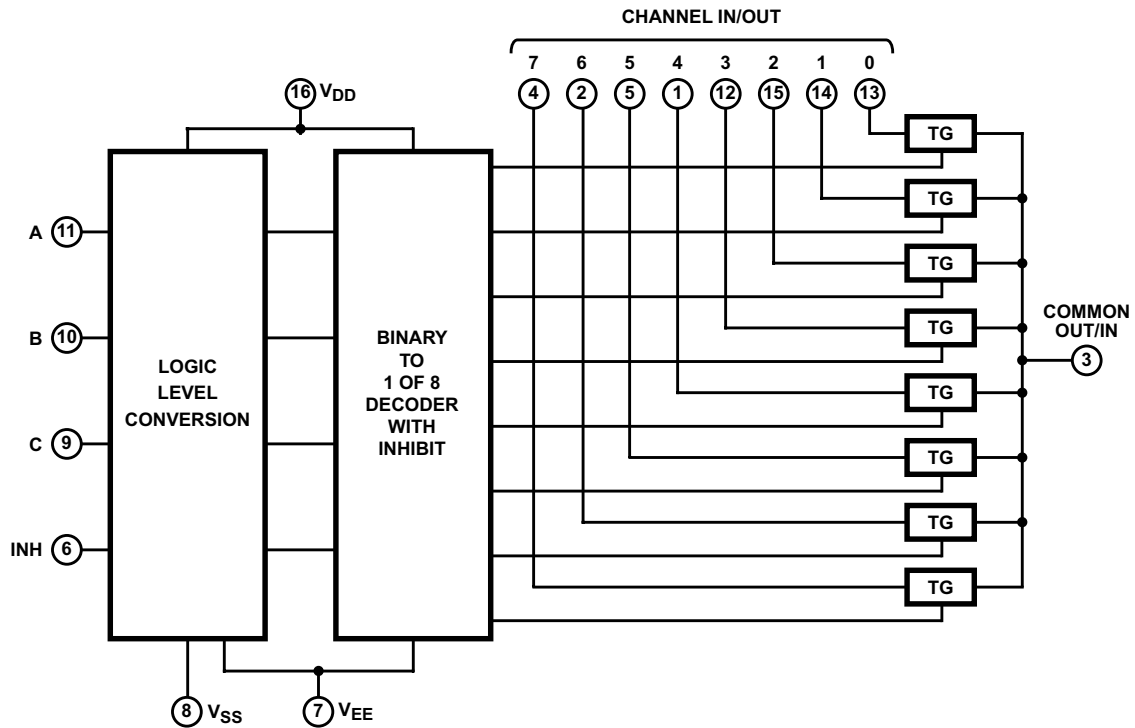 CHANNEL IN/OUT
7 6 5 4 3 2 1 0
4 2 5 1 12 15 14 13
16 VDD
TG
TG
TG
TG
TG
TG
TG
TG
A 11
B 10
C 9
INH 6
LOGIC
LEVEL
CONVERSION
BINARY
TO
1 OF 8
DECODER
WITH
INHIBIT
COMMON
OUT/IN
3
8 VSS
7 VEE